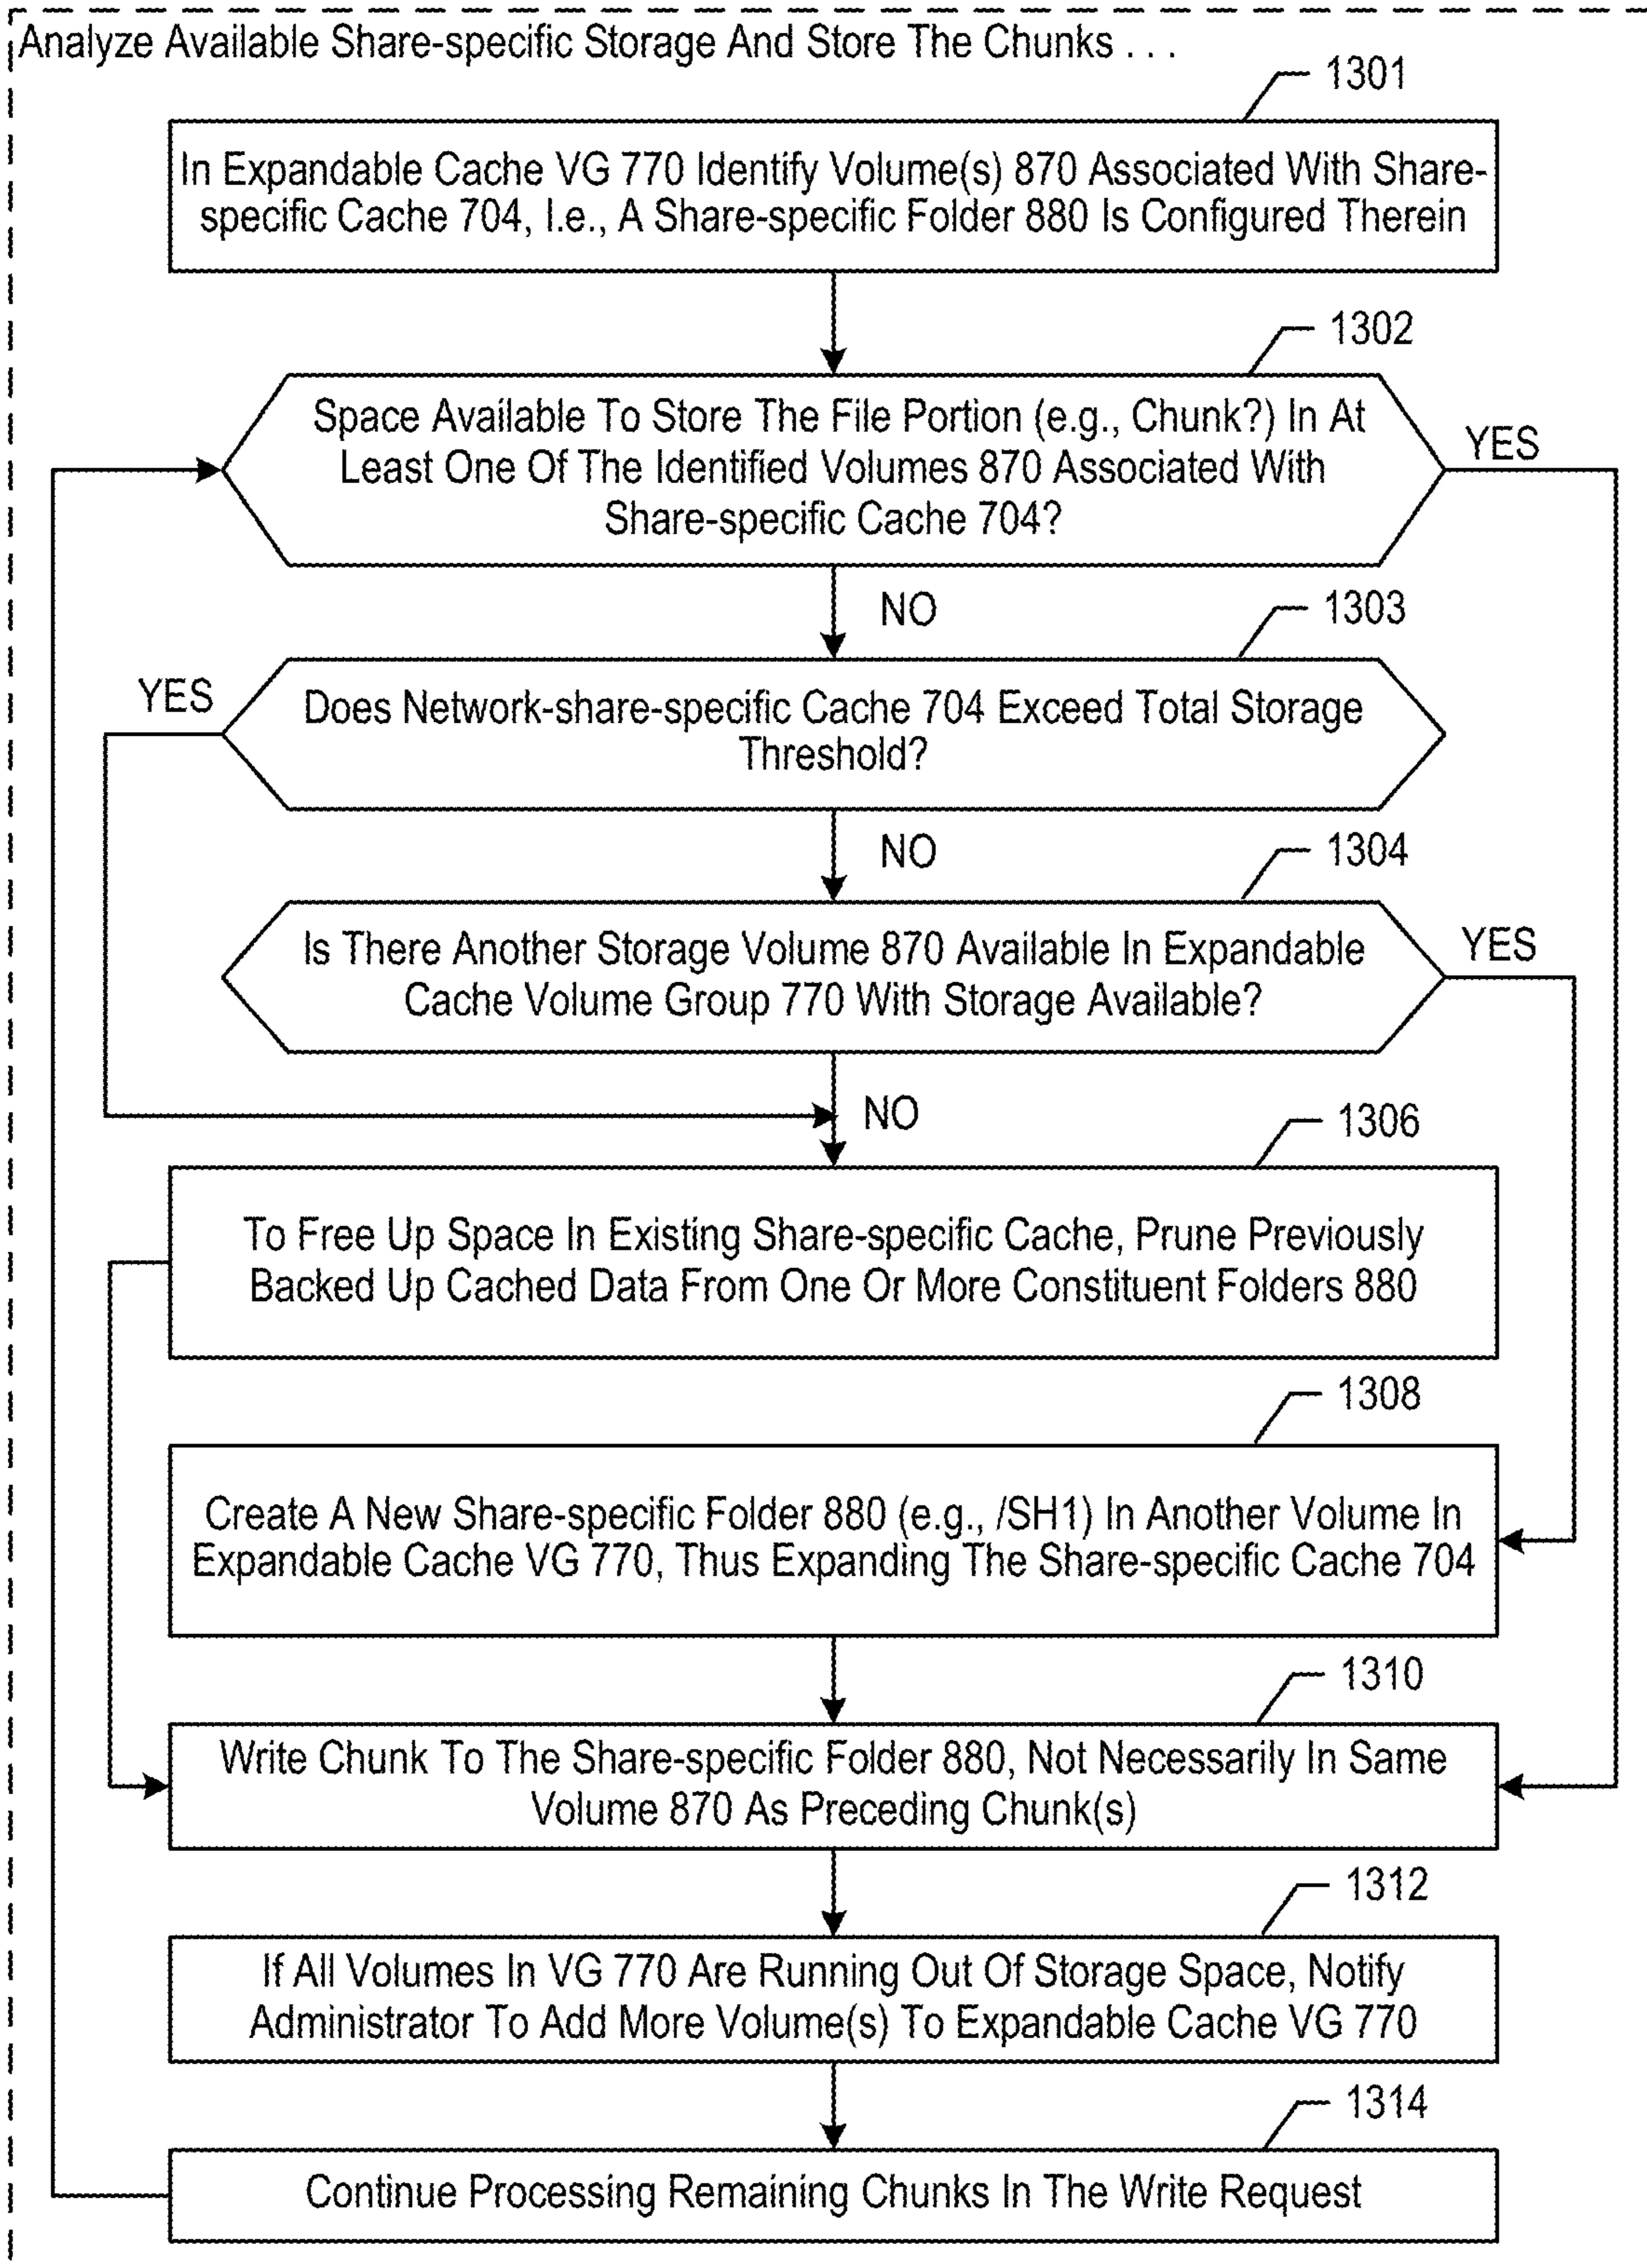 Analyze Available Share-specific Storage And Store The Chunks . . .
1301
In Expandable Cache VG 770 Identify Volume(s) 870 Associated With Share-
specific Cache 704, I.e., A Share-specific Folder 880 Is Configured Therein
1302
Space Available To Store The File Portion (e.g., Chunk?) In At
Least One Of The Identified Volumes 870 Associated With
Share-specific Cache 704?
YES
NO
1303
YES
Does Network-share-specific Cache 704 Exceed Total Storage
Threshold?
NO
1304
Is There Another Storage Volume 870 Available In Expandable
Cache Volume Group 770 With Storage Available?
YES
NO
1306
To Free Up Space In Existing Share-specific Cache, Prune Previously
Backed Up Cached Data From One Or More Constituent Folders 880
1308
Create A New Share-specific Folder 880 (e.g., /SH1) In Another Volume In
Expandable Cache VG 770, Thus Expanding The Share-specific Cache 704
1310
Write Chunk To The Share-specific Folder 880, Not Necessarily In Same
Volume 870 As Preceding Chunk(s)
1312
If All Volumes In VG 770 Are Running Out Of Storage Space, Notify
Administrator To Add More Volume(s) To Expandable Cache VG 770
1314
Continue Processing Remaining Chunks In The Write Request